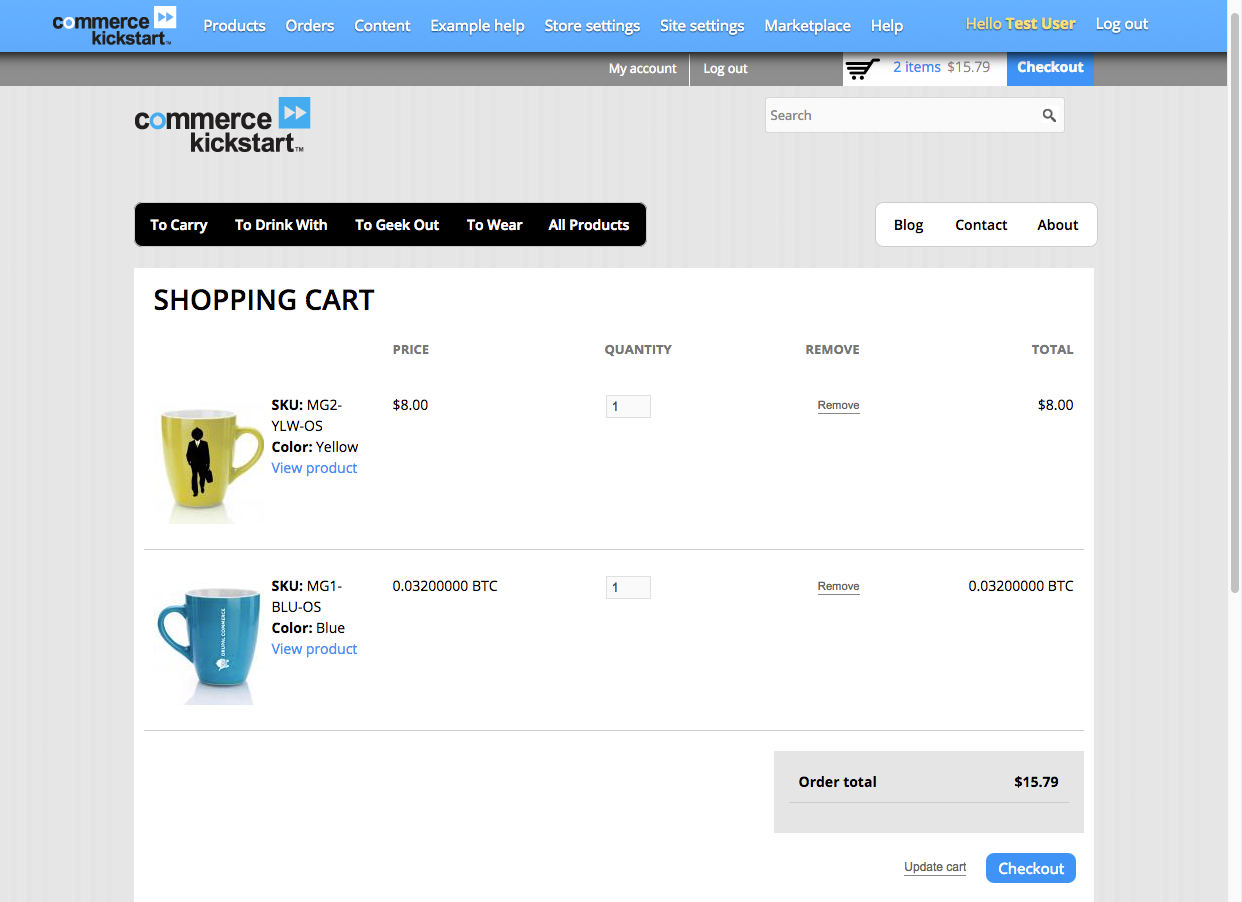 commerce kickstart™
Products Orders Content Example help Store settings Site settings Marketplace Help Hello Test User Log out
My account Log out 2 items $15.79 Checkout
commerce
kickstart™
Search
To Carry To Drink With To Geek Out To Wear All Products Blog Contact About
SHOPPING CART
PRICE QUANTITY REMOVE TOTAL
SKU: MG2- $8.00 1 Remove $8.00
YLW-OS
Color: Yellow
View product
SKU: MG1- 0.03200000 BTC 1 Remove 0.03200000 BTC
BLU-OS
Color: Blue
View product
DRUPAL COMMERCE
Order total $15.79
Update cart Checkout